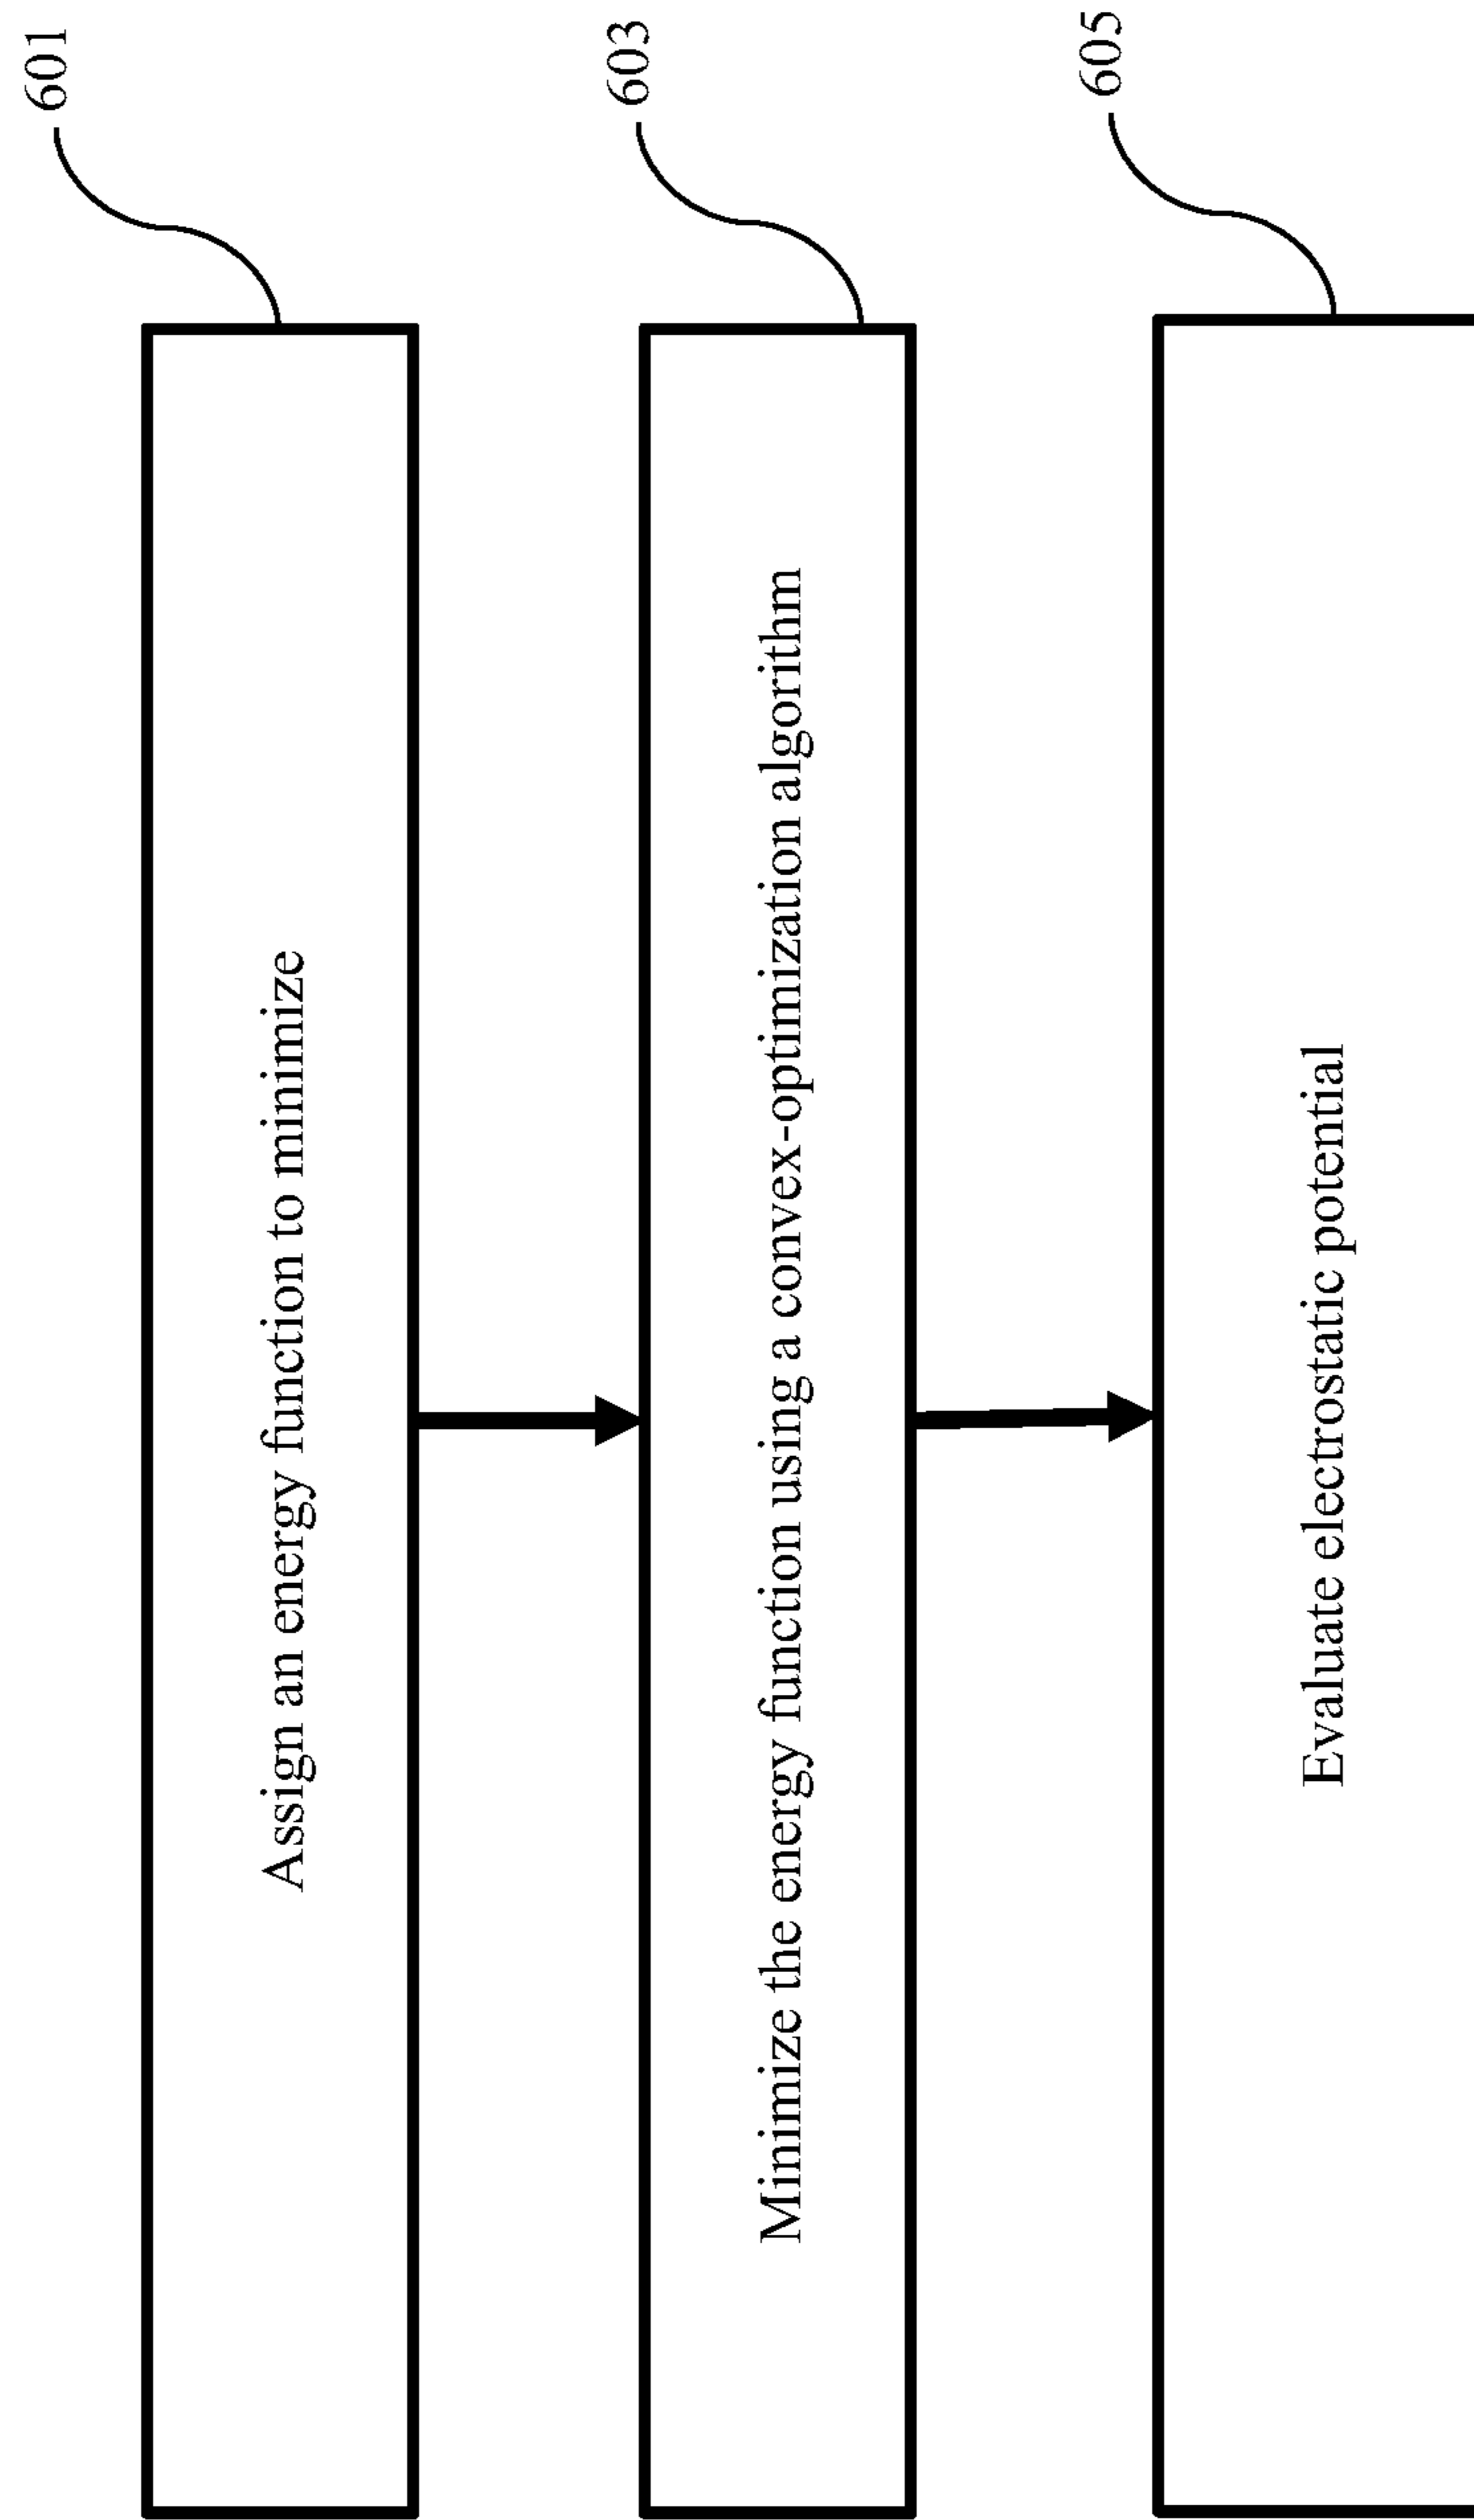 601
Assign an energy function to minimize
603
Minimize the energy function using a convex-optimization algorithm
605
Evaluate electrostatic potential